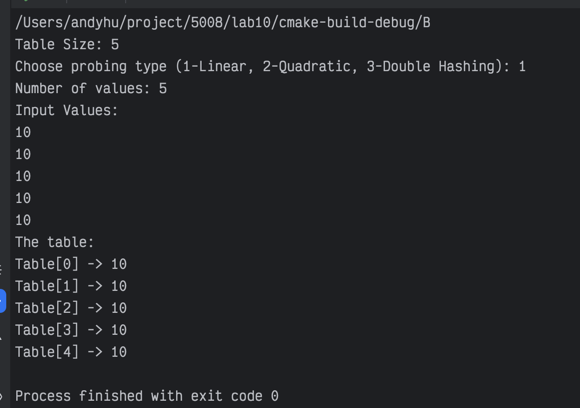 /Users/andyhu/project/5008/lab10/cmake-build-debug/B
Table Size: 5
Choose probing type (1-Linear, 2-Quadratic, 3-Double Hashing): 1
Number of values: 5
Input Values:
10
10
10
10
10
The table:
Table[0] -> 10
Table[1] -> 10
Table[2] -> 10
Table[3] -> 10
Table[4] -> 10
Process finished with exit code 0